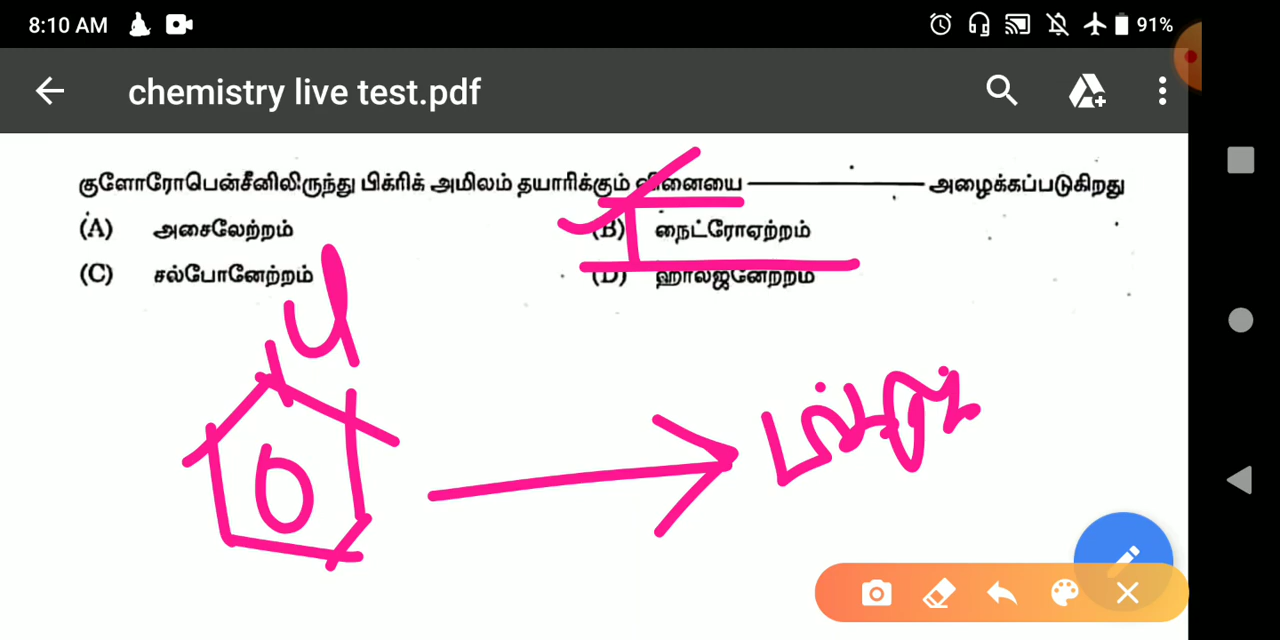 8:10 AM 91%
chemistry live test.pdf
குளோரோபென்சீனிலிருந்து பிக்ரிக் அமிலம் தயாரிக்கும் வினையை ——— அழைக்கப்படுகிறது
(A) அசைலேற்றம் (B) நைட்ரோஏற்றம்
(C) சல்போனேற்றம் (D) ஹாலஜனேற்றம்